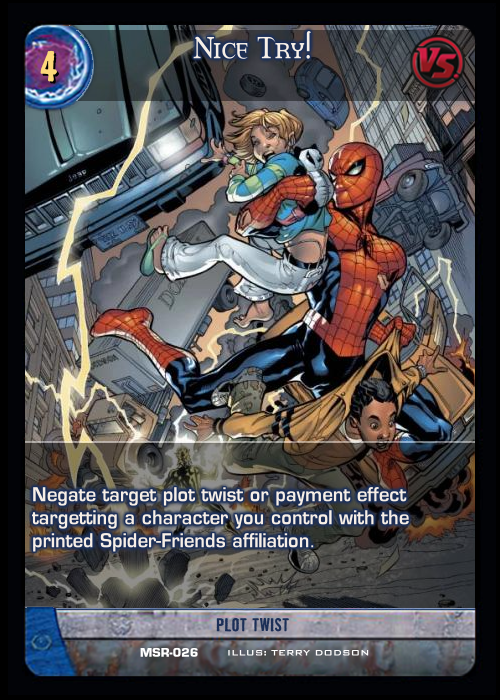 4
Nice Try!
VS
Negate target plot twist or payment effect
targetting a character you control with the
printed Spider-Friends affiliation.
PLOT TWIST
MSR-026 ILLUS: TERRY DODSON